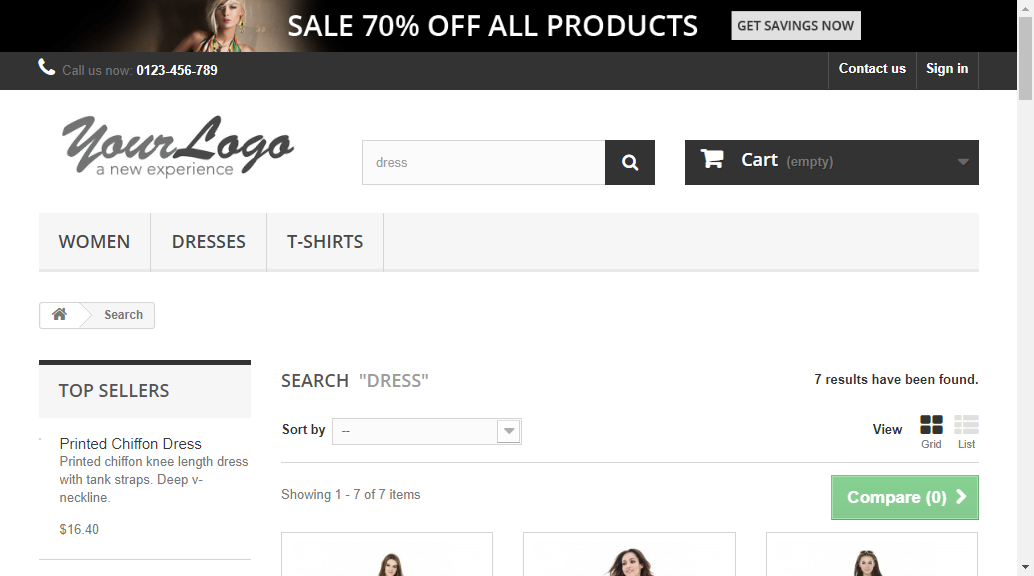 SALE 70% OFF ALL PRODUCTS GET SAVINGS NOW
Call us now: 0123-456-789 Contact us Sign in
YourLogo
a new experience
dress
Cart (empty)
WOMEN DRESSES T-SHIRTS
Search
TOP SELLERS
Printed Chiffon Dress
Printed chiffon knee length dress
with tank straps. Deep v-
neckline.
$16.40
SEARCH "DRESS" 7 results have been found.
Sort by -- View Grid List
Showing 1 - 7 of 7 items Compare (0)